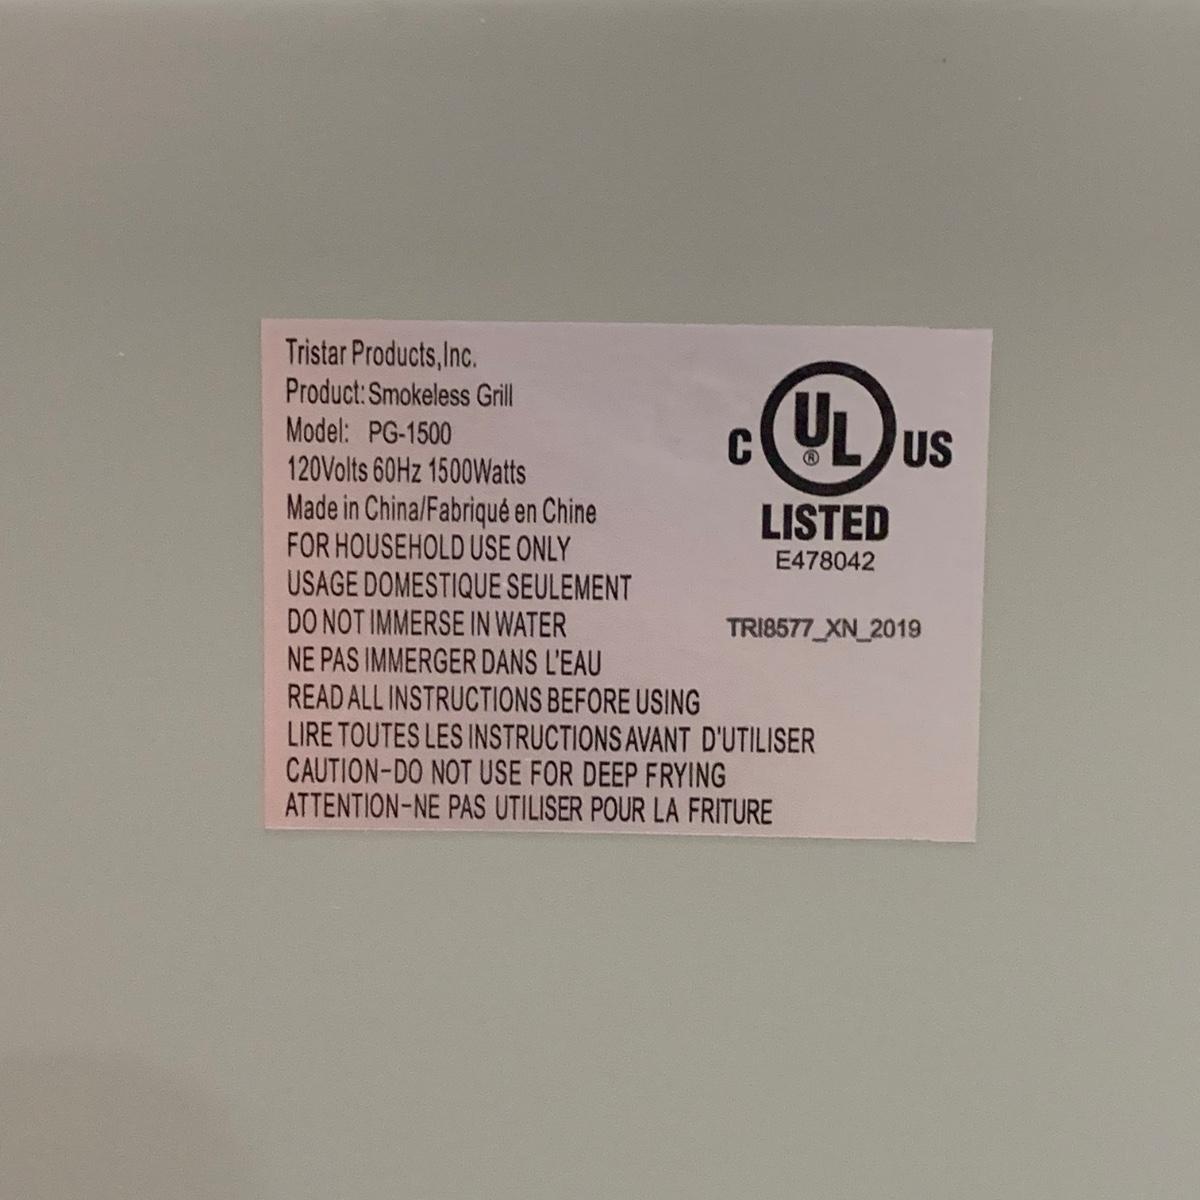 Tristar Products,Inc.
Product: Smokeless Grill
Model: PG-1500
120Volts 60Hz 1500Watts
Made in China/Fabriqué en Chine
FOR HOUSEHOLD USE ONLY
USAGE DOMESTIQUE SEULEMENT
DO NOT IMMERSE IN WATER
NE PAS IMMERGER DANS L'EAU
READ ALL INSTRUCTIONS BEFORE USING
LIRE TOUTES LES INSTRUCTIONS AVANT D'UTILISER
CAUTION-DO NOT USE FOR DEEP FRYING
ATTENTION-NE PAS UTILISER POUR LA FRITURE
C UL® US
LISTED
E478042
TRI8577_XN_2019